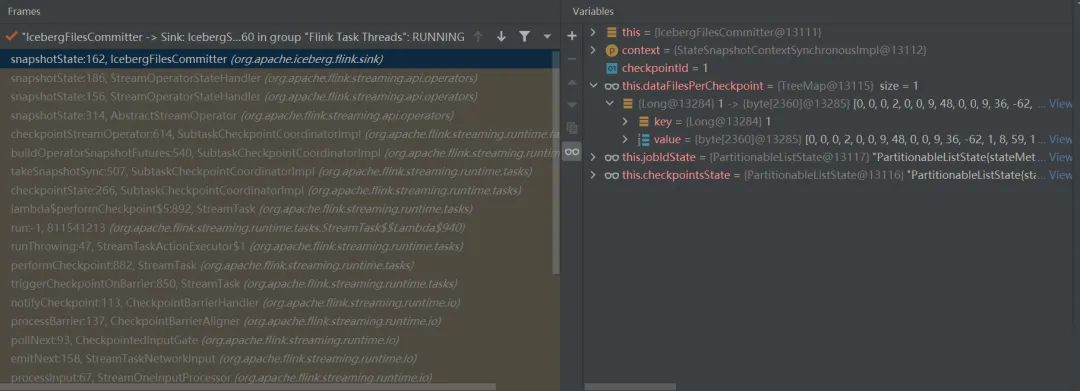 Frames
"IcebergFilesCommitter -> Sink: IcebergS...60 in group "Flink Task Threads": RUNNING
snapshotState:162, IcebergFilesCommitter (org.apache.iceberg.flink.sink)
snapshotState:186, StreamOperatorStateHandler (org.apache.flink.streaming.api.operators)
snapshotState:156, StreamOperatorStateHandler (org.apache.flink.streaming.api.operators)
snapshotState:314, AbstractStreamOperator (org.apache.flink.streaming.api.operators)
checkpointStreamOperator:614, SubtaskCheckpointCoordinatorImpl (org.apache.flink.streaming.runtime.ta
buildOperatorSnapshotFutures:540, SubtaskCheckpointCoordinatorImpl (org.apache.flink.streaming.runtim
takeSnapshotSync:507, SubtaskCheckpointCoordinatorImpl (org.apache.flink.streaming.runtime.tasks)
checkpointState:266, SubtaskCheckpointCoordinatorImpl (org.apache.flink.streaming.runtime.tasks)
lambda$performCheckpoint$5:892, StreamTask (org.apache.flink.streaming.runtime.tasks)
run:-1, 811541213 (org.apache.flink.streaming.runtime.tasks.StreamTask$$Lambda$940)
runThrowing:47, StreamTaskActionExecutor$1 (org.apache.flink.streaming.runtime.tasks)
performCheckpoint:882, StreamTask (org.apache.flink.streaming.runtime.tasks)
triggerCheckpointOnBarrier:850, StreamTask (org.apache.flink.streaming.runtime.tasks)
notifyCheckpoint:113, CheckpointBarrierHandler (org.apache.flink.streaming.runtime.io)
processBarrier:137, CheckpointBarrierAligner (org.apache.flink.streaming.runtime.io)
pollNext:93, CheckpointedInputGate (org.apache.flink.streaming.runtime.io)
emitNext:158, StreamTaskNetworkInput (org.apache.flink.streaming.runtime.io)
processInput:67, StreamOneInputProcessor (org.apache.flink.streaming.runtime.io)
Variables
this = {IcebergFilesCommitter@13111}
context = {StateSnapshotContextSynchronousImpl@13112}
checkpointId = 1
this.dataFilesPerCheckpoint = {TreeMap@13115} size = 1
{Long@13284} 1 -> {byte[2360]@13285} [0, 0, 0, 2, 0, 0, 9, 48, 0, 0, 9, 36, -62,... View
key = {Long@13284} 1
value = {byte[2360]@13285} [0, 0, 0, 2, 0, 0, 9, 48, 0, 0, 9, 36, -62, 1, 8, 59, 1... View
this.jobIdState = {PartitionableListState@13117} "PartitionableListState{stateMet... View
this.checkpointsState = {PartitionableListState@13116} "PartitionableListState{sta... View